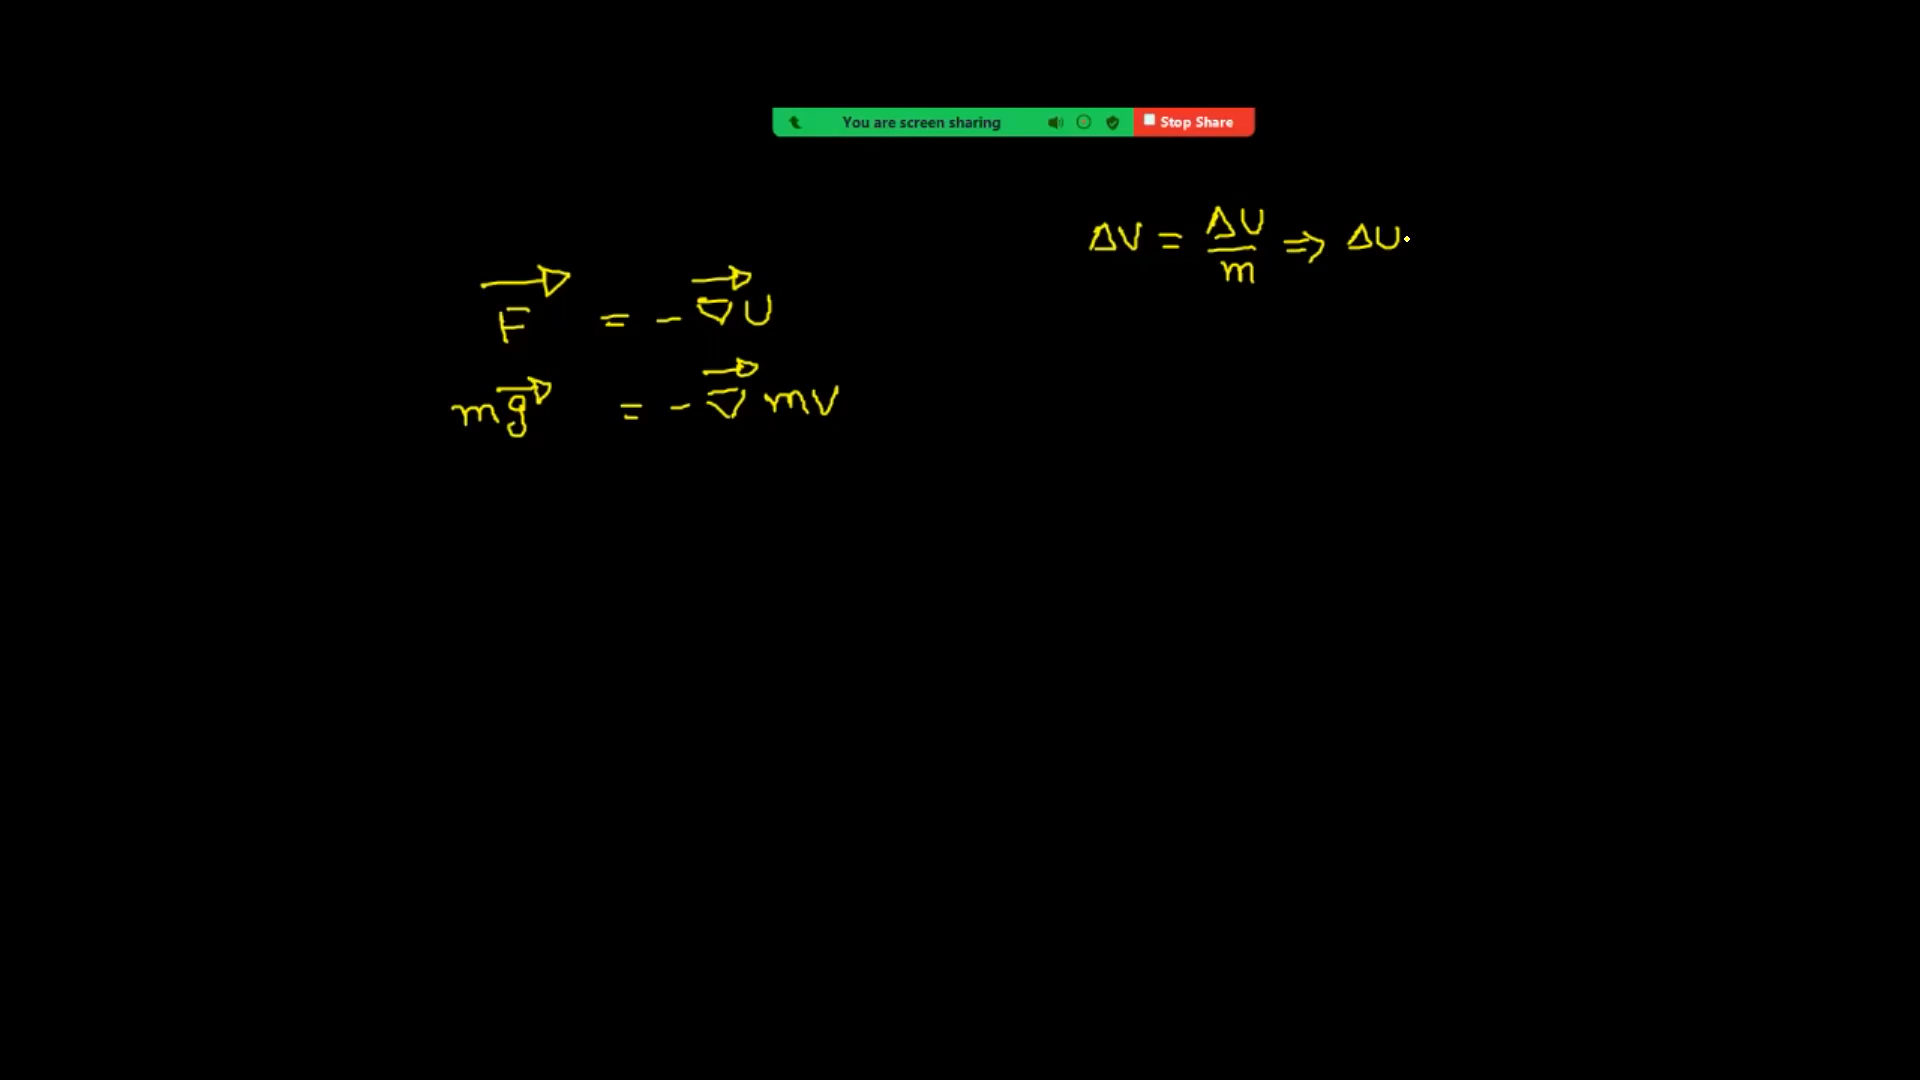 You are screen sharing Stop Share
ΔV = ΔU/m ⇒ ΔU
F⃗ = - ∇⃗U
mg⃗ = - ∇⃗ mV